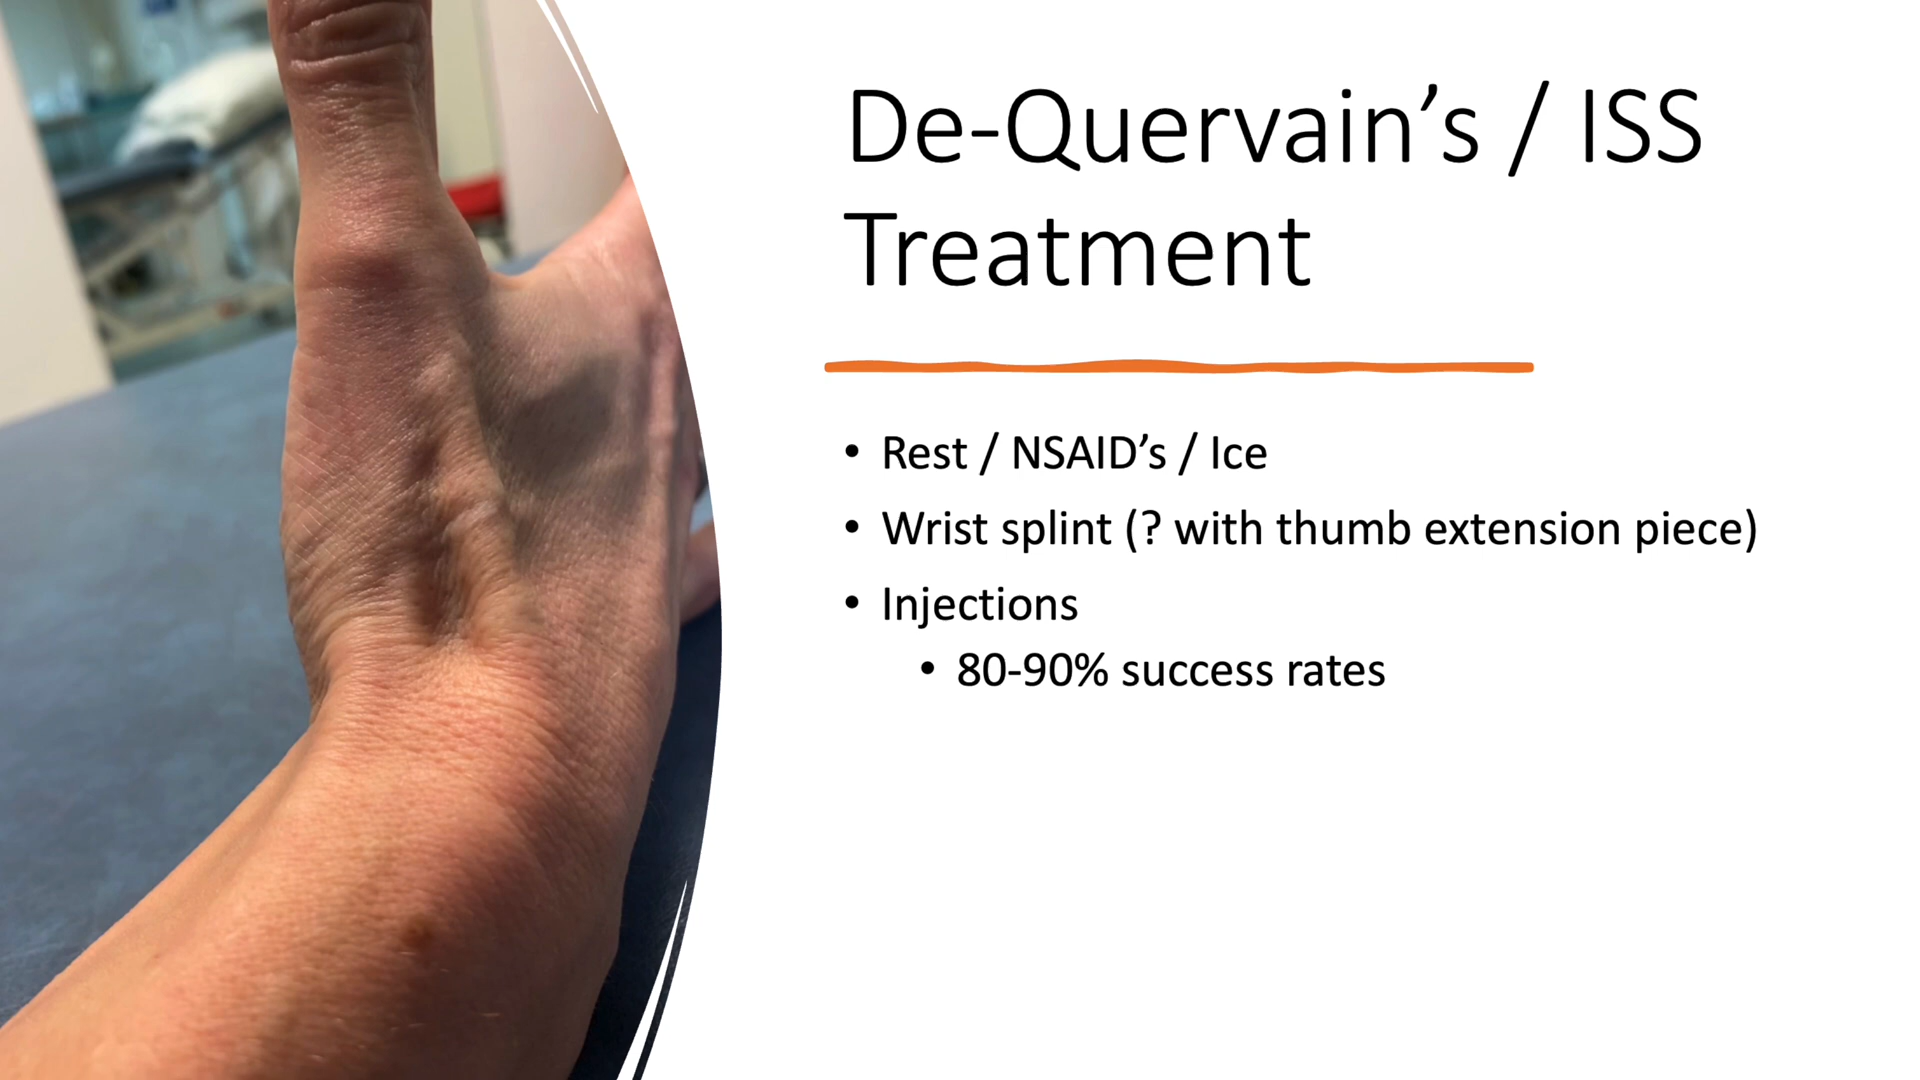 De-Quervain’s / ISS
Treatment
• Rest / NSAID’s / Ice
• Wrist splint (? with thumb extension piece)
• Injections
• 80-90% success rates